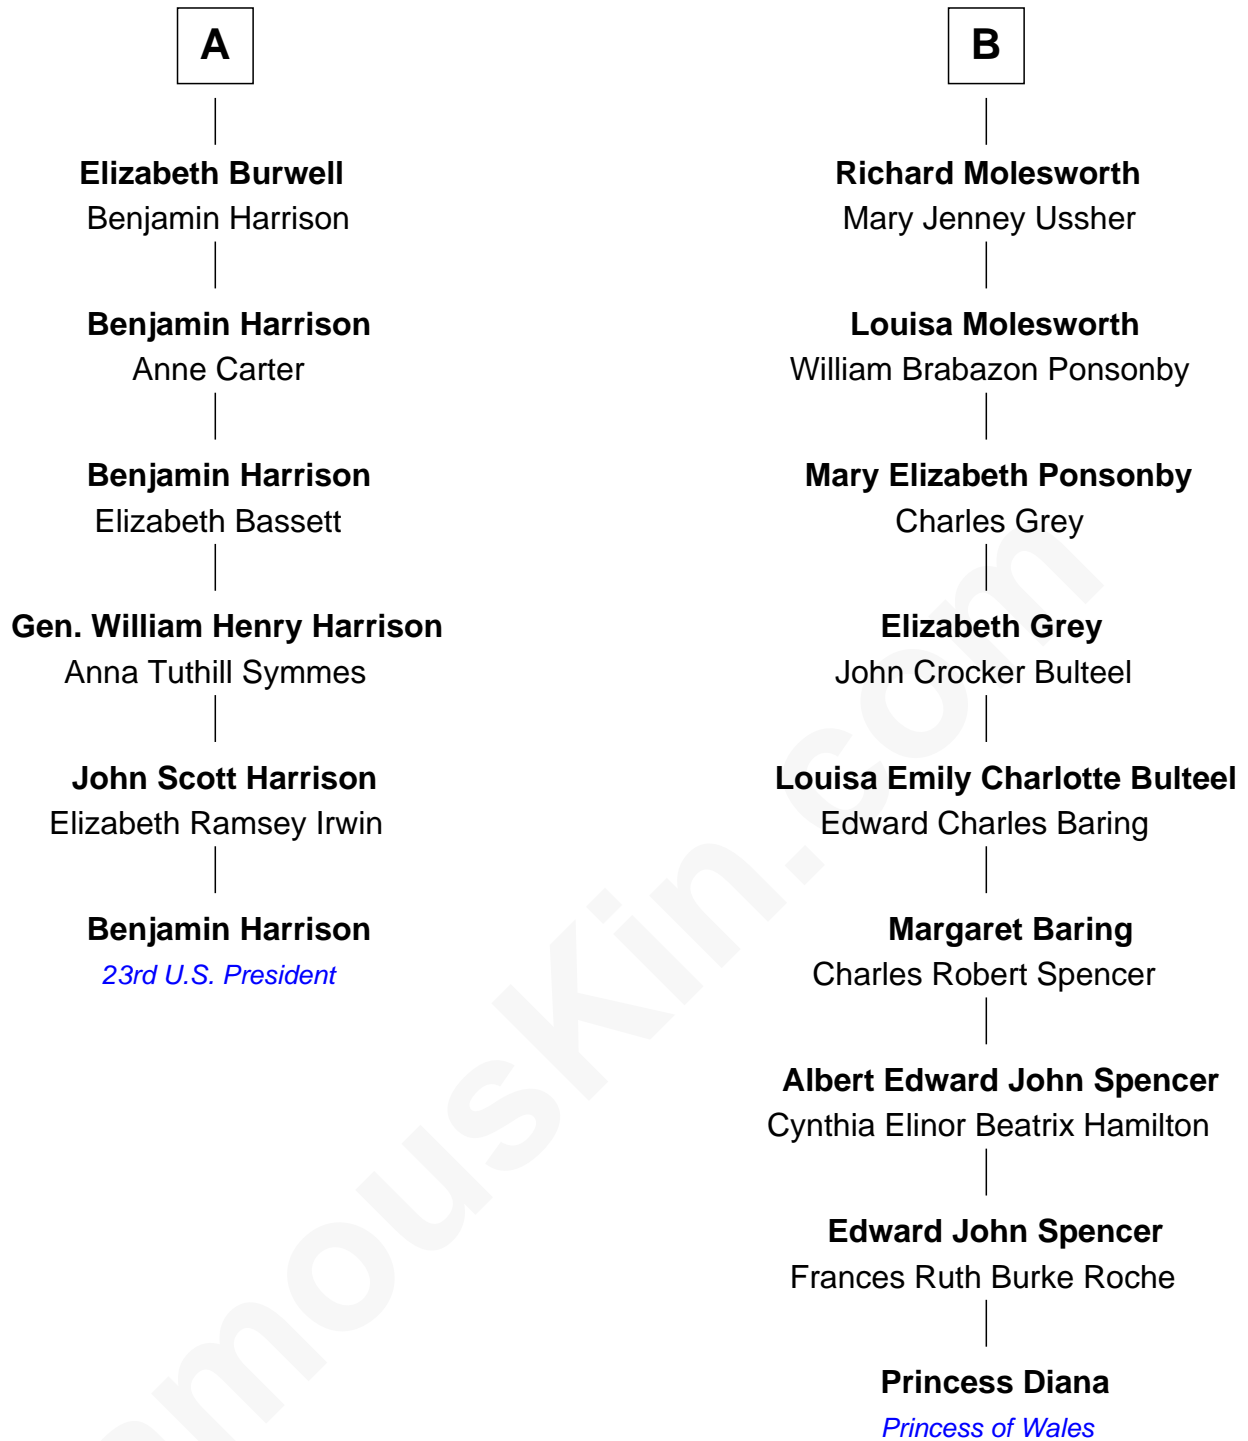 A
Elizabeth Burwell
Benjamin Harrison
Benjamin Harrison
Anne Carter
Benjamin Harrison
Elizabeth Bassett
Gen. William Henry Harrison
Anna Tuthill Symmes
John Scott Harrison
Elizabeth Ramsey Irwin
Benjamin Harrison
23rd U.S. President
B
Richard Molesworth
Mary Jenney Ussher
Louisa Molesworth
William Brabazon Ponsonby
Mary Elizabeth Ponsonby
Charles Grey
Elizabeth Grey
John Crocker Bulteel
Louisa Emily Charlotte Bulteel
Edward Charles Baring
Margaret Baring
Charles Robert Spencer
Albert Edward John Spencer
Cynthia Elinor Beatrix Hamilton
Edward John Spencer
Frances Ruth Burke Roche
Princess Diana
Princess of Wales
amouskin.com